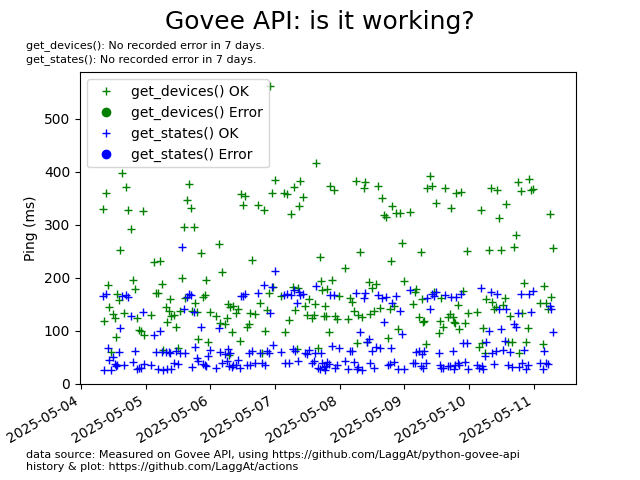 Govee API: is it working?
get_devices(): No recorded error in 7 days.
get_states(): No recorded error in 7 days.
get_devices() OK
get_devices() Error
get_states() OK
get_states() Error
Ping (ms)
500
400
300
200
100
0
2025-05-04
2025-05-05
2025-05-06
2025-05-07
2025-05-08
2025-05-09
2025-05-10
2025-05-11
data source: Measured on Govee API, using https://github.com/LaggAt/python-govee-api
history & plot: https://github.com/LaggAt/actions